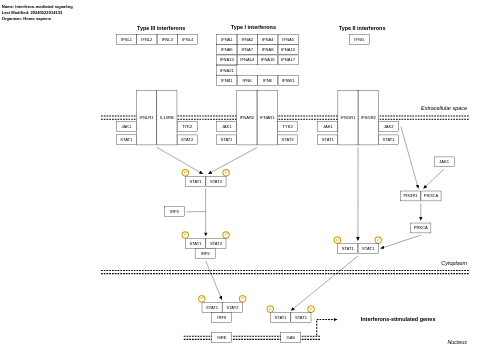 Name: Interferon-mediated signaling
Last Modified: 20240522014133
Organism: Homo sapiens
Type III interferons
Type I interferons
Type II interferons
IFNL1 IFNL2 IFNL3 IFNL4
IFNA1 IFNA2 IFNA4 IFNA5
IFNG
IFNA6 IFNA7 IFNA8 IFNA10
IFNA13 IFNA14 IFNA16 IFNA17
IFNA21
IFNB1 IFNK IFNE IFNW1
Extracellular space
IFNLR1 IL10RB
IFNAR2 IFNAR1
IFNGR1 IFNGR2
JAK1 TYK2 JAK1 TYK2 JAK1 JAK2
STAT1 STAT2 STAT1 STAT2 STAT1 STAT1
JAK1
P P
STAT1 STAT2
PIK3R1 PIK3CA
IRF9
PRKCA
P P
STAT1 STAT2
IRF9
P P
STAT1 STAT1
Cytoplasm
P P
STAT1 STAT2
IRF9
P P
STAT1 STAT1
Interferons-stimulated genes
ISRE GAS
Nucleus